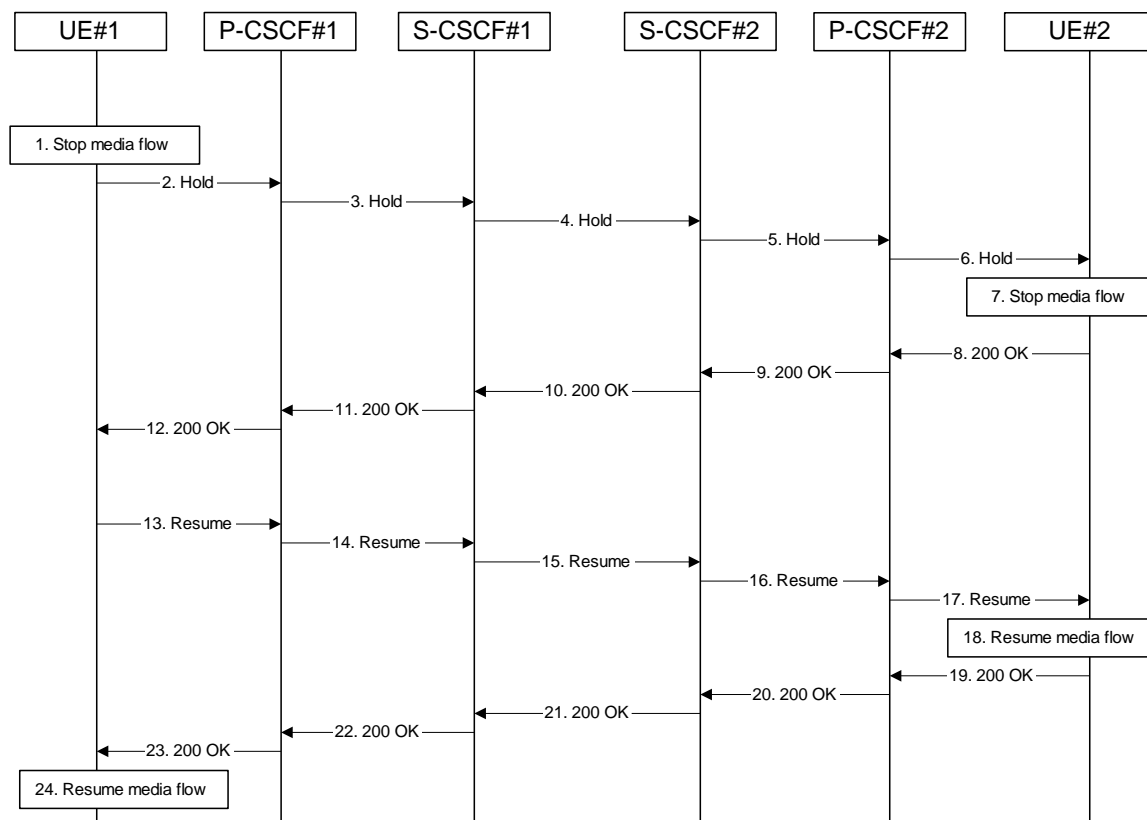 UE#1
P-CSCF#1
S-CSCF#1
S-CSCF#2
P-CSCF#2
UE#2
1. Stop media flow
2. Hold
3. Hold
4. Hold
5. Hold
6. Hold
7. Stop media flow
8. 200 OK
9. 200 OK
10. 200 OK
11. 200 OK
12. 200 OK
13. Resume
14. Resume
15. Resume
16. Resume
17. Resume
18. Resume media flow
19. 200 OK
20. 200 OK
21. 200 OK
22. 200 OK
23. 200 OK
24. Resume media flow